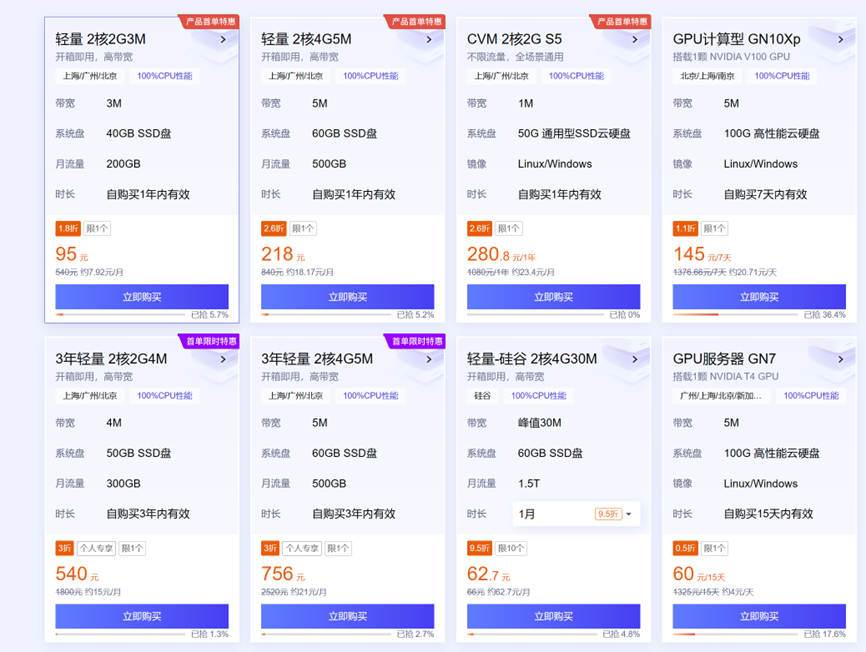 产品首单特惠
轻量 2核2G3M
开箱即用，高带宽
上海/广州/北京 100%CPU性能
带宽 3M
系统盘 40GB SSD盘
月流量 200GB
时长 自购买1年内有效
1.8折 限1个
95 元
540元 约7.92元/月
立即购买
已抢 5.7%
产品首单特惠
轻量 2核4G5M
开箱即用，高带宽
上海/广州/北京 100%CPU性能
带宽 5M
系统盘 60GB SSD盘
月流量 500GB
时长 自购买1年内有效
2.6折 限1个
218 元
840元 约18.17元/月
立即购买
已抢 5.2%
产品首单特惠
CVM 2核2G S5
不限流量，全场景通用
上海/广州/北京 100%CPU性能
带宽 1M
系统盘 50G 通用型SSD云硬盘
镜像 Linux/Windows
时长 自购买1年内有效
2.6折 限1个
280.8 元/1年
1080元/1年 约23.4元/月
立即购买
已抢 0%
GPU计算型 GN10Xp
搭载1颗 NVIDIA V100 GPU
北京/上海/南京 100%CPU性能
带宽 5M
系统盘 100G 高性能云硬盘
镜像 Linux/Windows
时长 自购买7天内有效
1.1折 限1个
145 元/7天
1376.66元/7天 约20.71元/天
立即购买
已抢 36.4%
首单限时特惠
3年轻量 2核2G4M
开箱即用，高带宽
上海/广州/北京 100%CPU性能
带宽 4M
系统盘 50GB SSD盘
月流量 300GB
时长 自购买3年内有效
3折 个人专享 限1个
540 元
1800元 约15元/月
立即购买
已抢 1.3%
首单限时特惠
3年轻量 2核4G5M
开箱即用，高带宽
上海/广州/北京 100%CPU性能
带宽 5M
系统盘 60GB SSD盘
月流量 500GB
时长 自购买3年内有效
3折 个人专享 限1个
756 元
2520元 约21元/月
立即购买
已抢 2.7%
轻量-硅谷 2核4G30M
开箱即用，高带宽
硅谷 100%CPU性能
带宽 峰值30M
系统盘 60GB SSD盘
月流量 1.5T
时长 1月 9.5折
9.5折 限10个
62.7 元
66元 约62.7元/月
立即购买
已抢 4.8%
GPU服务器 GN7
搭载1颗 NVIDIA T4 GPU
广州/上海/北京/新加... 100%CPU性能
带宽 5M
系统盘 100G 高性能云硬盘
镜像 Linux/Windows
时长 自购买15天内有效
0.5折 限1个
60 元/15天
1325元/15天 约4元/天
立即购买
已抢 17.6%